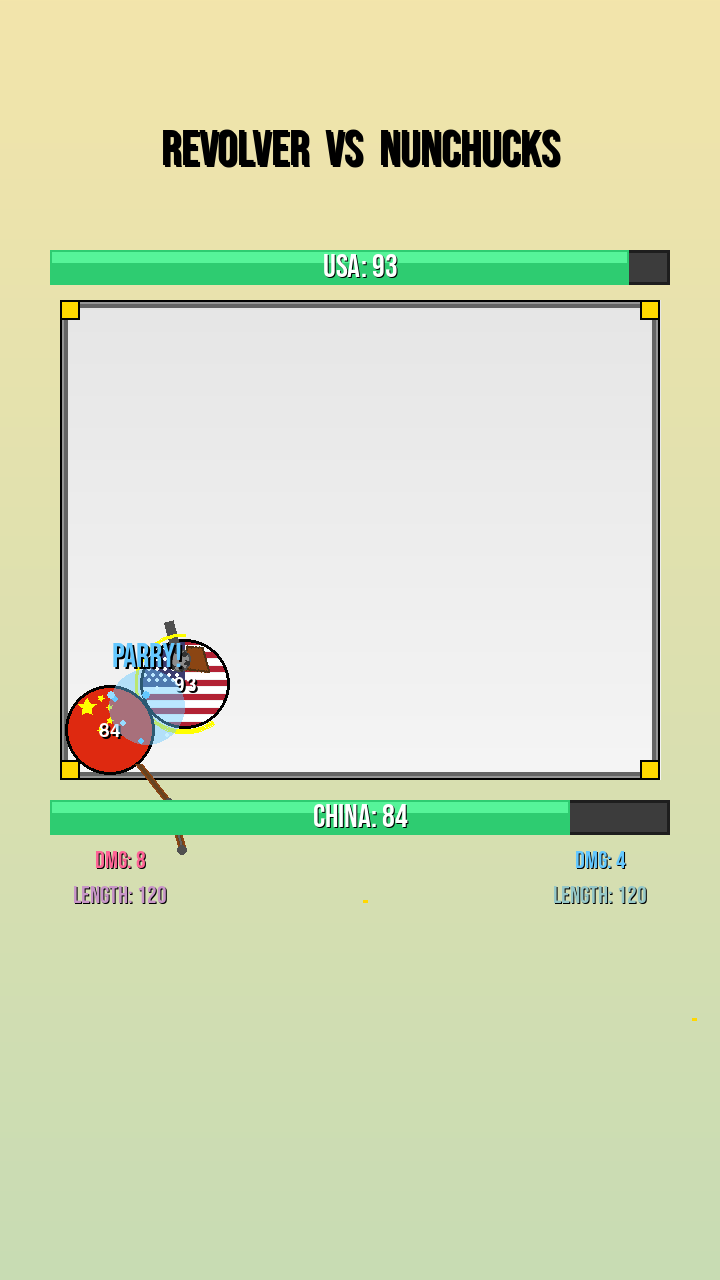 REVOLVER VS NUNCHUCKS
USA: 93
PARRY!
93
84
CHINA: 84
DMG: 8
DMG: 4
LENGTH: 120
LENGTH: 120